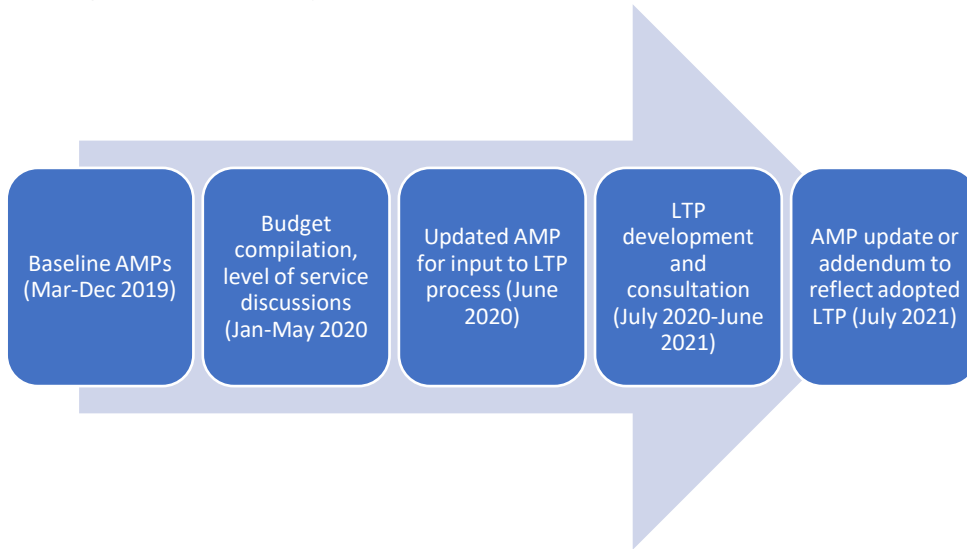 Baseline AMPs
(Mar-Dec 2019)
Budget
compilation,
level of service
discussions
(Jan-May 2020
Updated AMP
for input to LTP
process (June
2020)
LTP
development
and
consultation
(July 2020-June
2021)
AMP update or
addendum to
reflect adopted
LTP (July 2021)